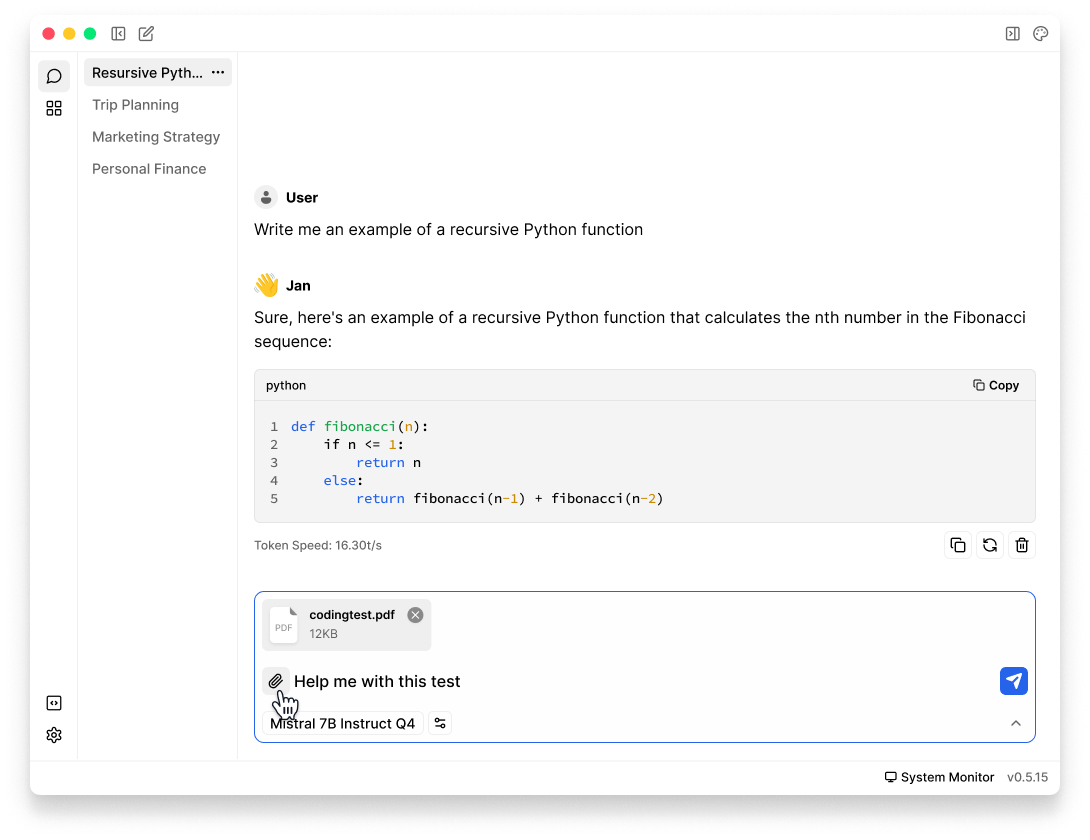 Resursive Pyth... ···
Trip Planning
Marketing Strategy
Personal Finance
User
Write me an example of a recursive Python function
Jan
Sure, here's an example of a recursive Python function that calculates the nth number in the Fibonacci
sequence:
python Copy
1 def fibonacci(n):
2     if n <= 1:
3         return n
4     else:
5         return fibonacci(n-1) + fibonacci(n-2)
Token Speed: 16.30t/s
PDF
codingtest.pdf
12KB
Help me with this test
Mistral 7B Instruct Q4
System Monitor v0.5.15